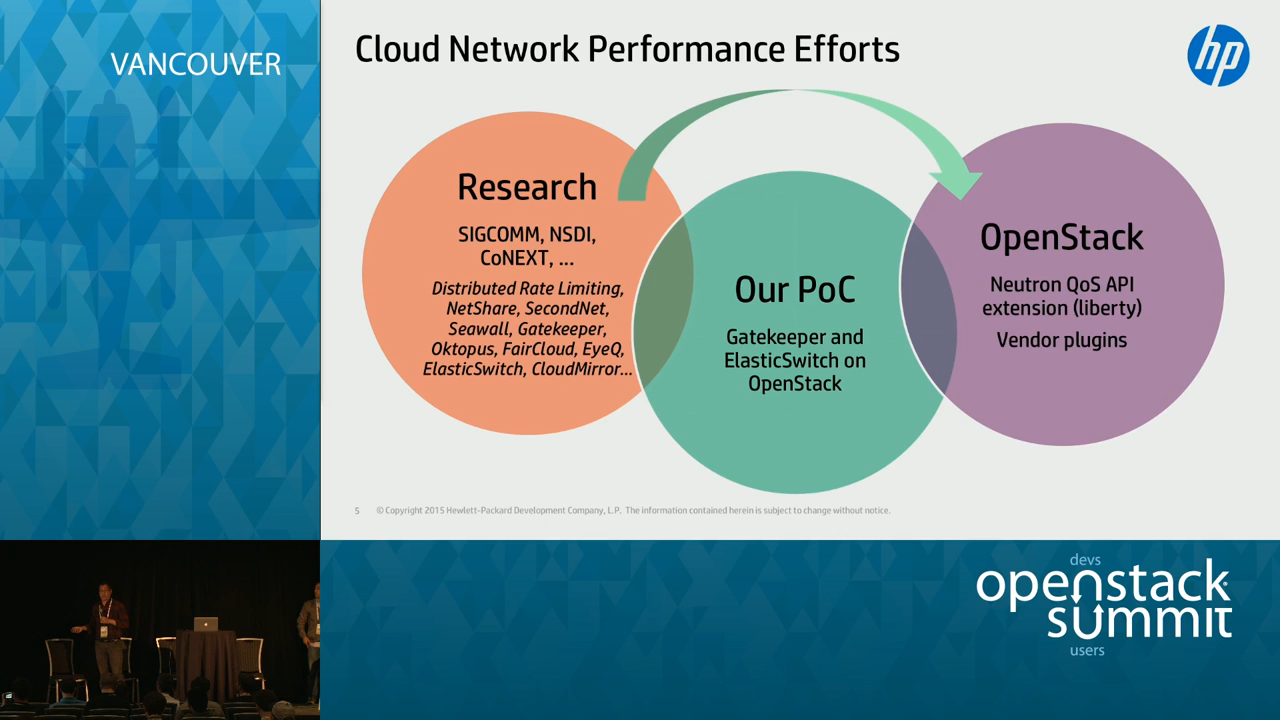 VANCOUVER
Cloud Network Performance Efforts
hp
Research
SIGCOMM, NSDI,
CoNEXT, ...
Distributed Rate Limiting,
NetShare, SecondNet,
Seawall, Gatekeeper,
Oktopus, FairCloud, EyeQ,
ElasticSwitch, CloudMirror...
Our PoC
Gatekeeper and
ElasticSwitch on
OpenStack
OpenStack
Neutron QoS API
extension (liberty)
Vendor plugins
5 © Copyright 2015 Hewlett-Packard Development Company, L.P. The information contained herein is subject to change without notice.
devs
openstack
summit
users